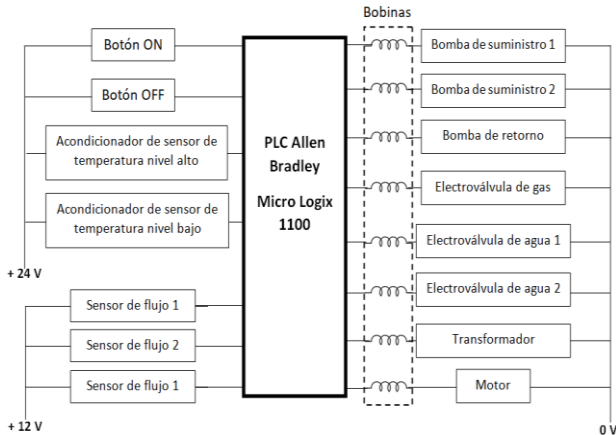 Bobinas
Botón ON
Botón OFF
Acondicionador de sensor de
temperatura nivel alto
Acondicionador de sensor de
temperatura nivel bajo
+ 24 V
Sensor de flujo 1
Sensor de flujo 2
Sensor de flujo 1
+ 12 V
PLC Allen
Bradley
Micro Logix
1100
Bomba de suministro 1
Bomba de suministro 2
Bomba de retorno
Electroválvula de gas
Electroválvula de agua 1
Electroválvula de agua 2
Transformador
Motor
0 V